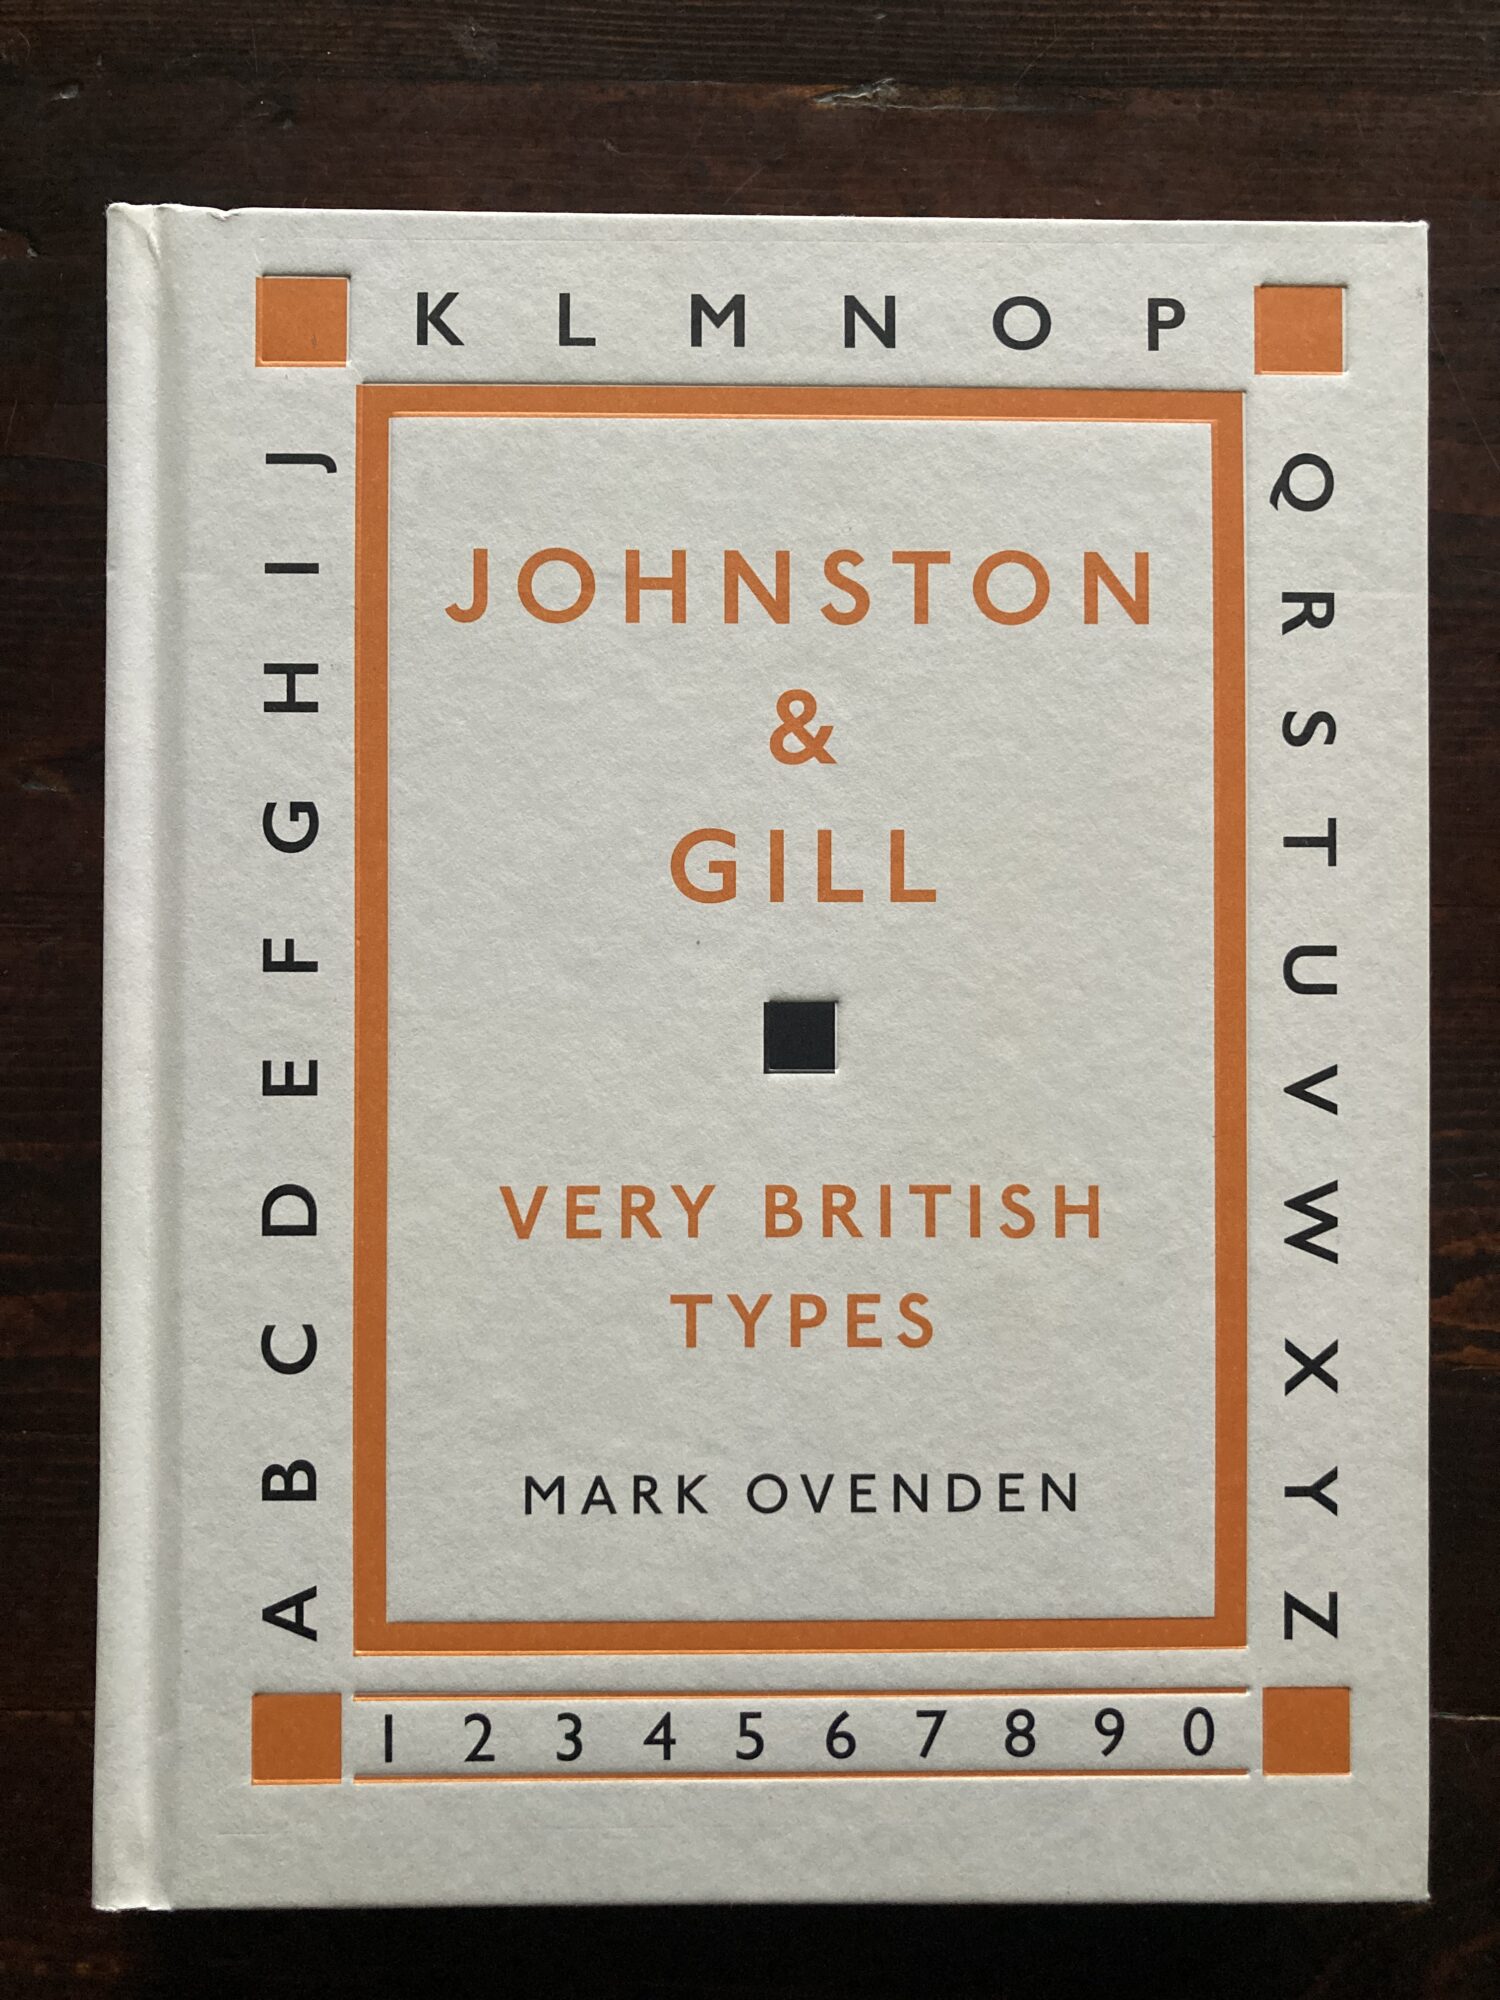 A B C D E F G H I J
K L M N O P
Q R S T U V W X Y Z
JOHNSTON
&
GILL
VERY BRITISH
TYPES
MARK OVENDEN
1 2 3 4 5 6 7 8 9 0